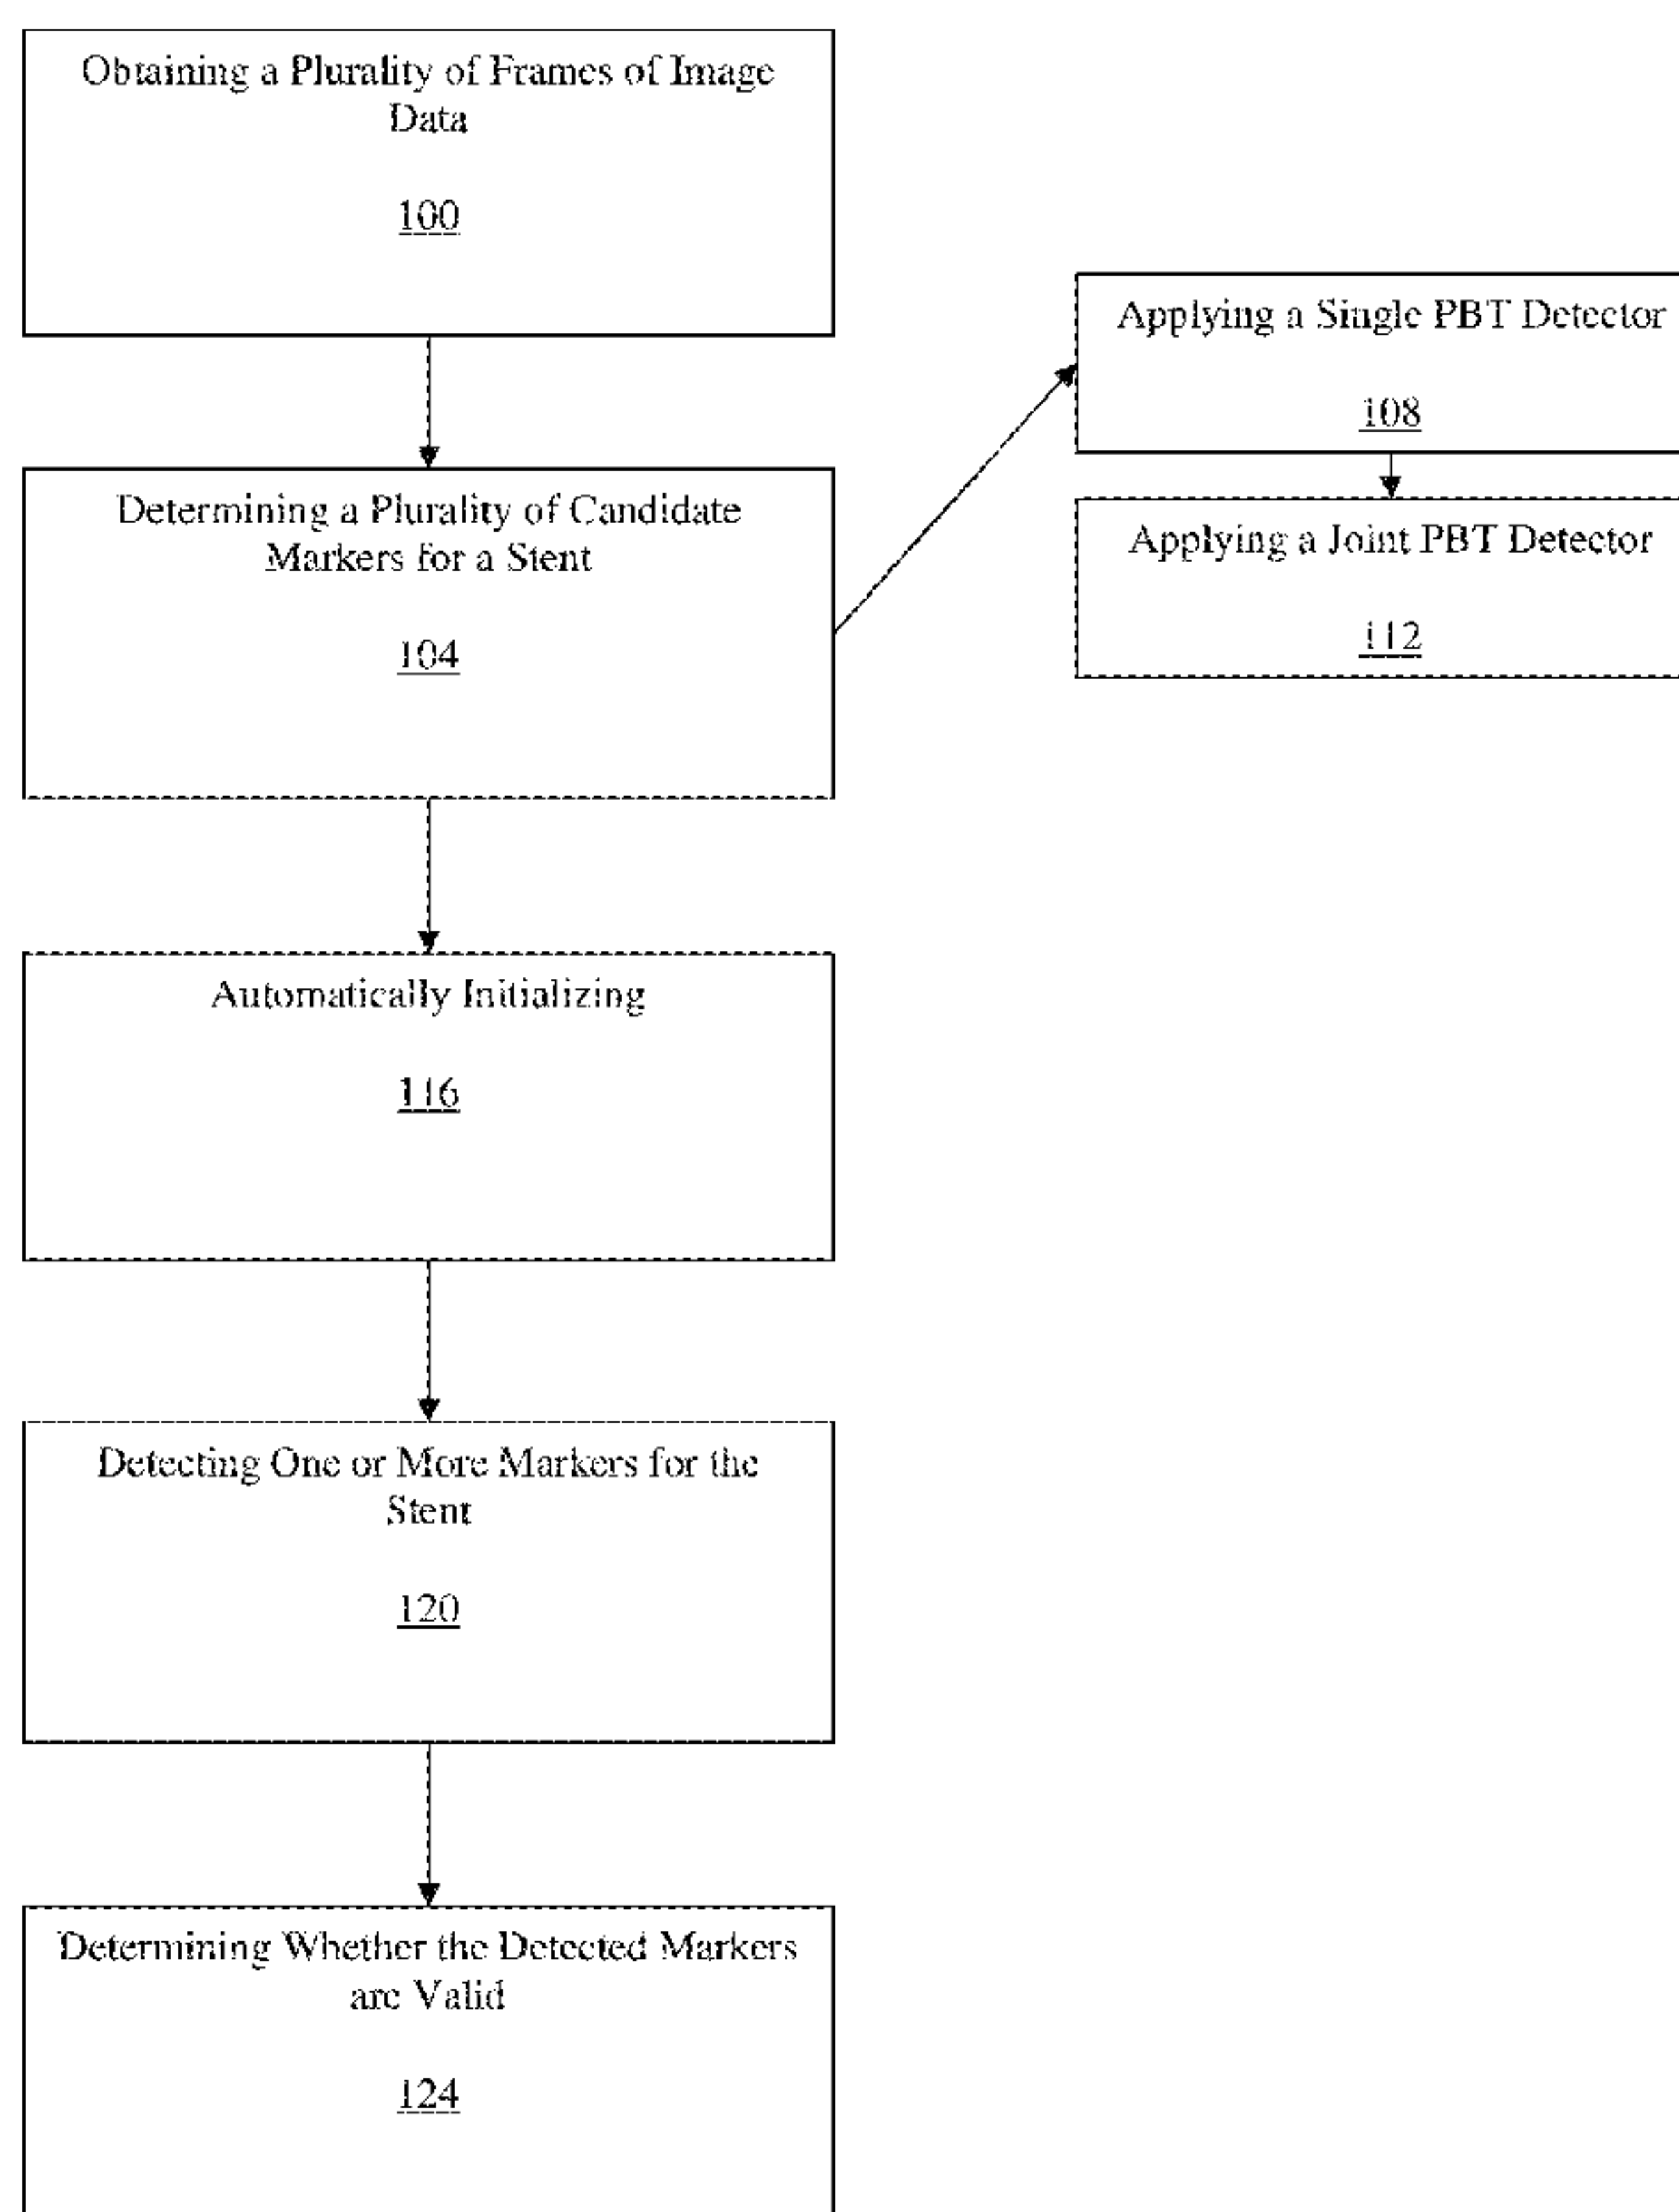 Obtaining a Plurality of Frames of Image
Data
100
Determining a Plurality of Candidate
Markers for a Stent
104
Applying a Single PBT Detector
108
Applying a Joint PBT Detector
112
Automatically Initializing
116
Detecting One or More Markers for the
Stent
120
Determining Whether the Detected Markers
are Valid
124